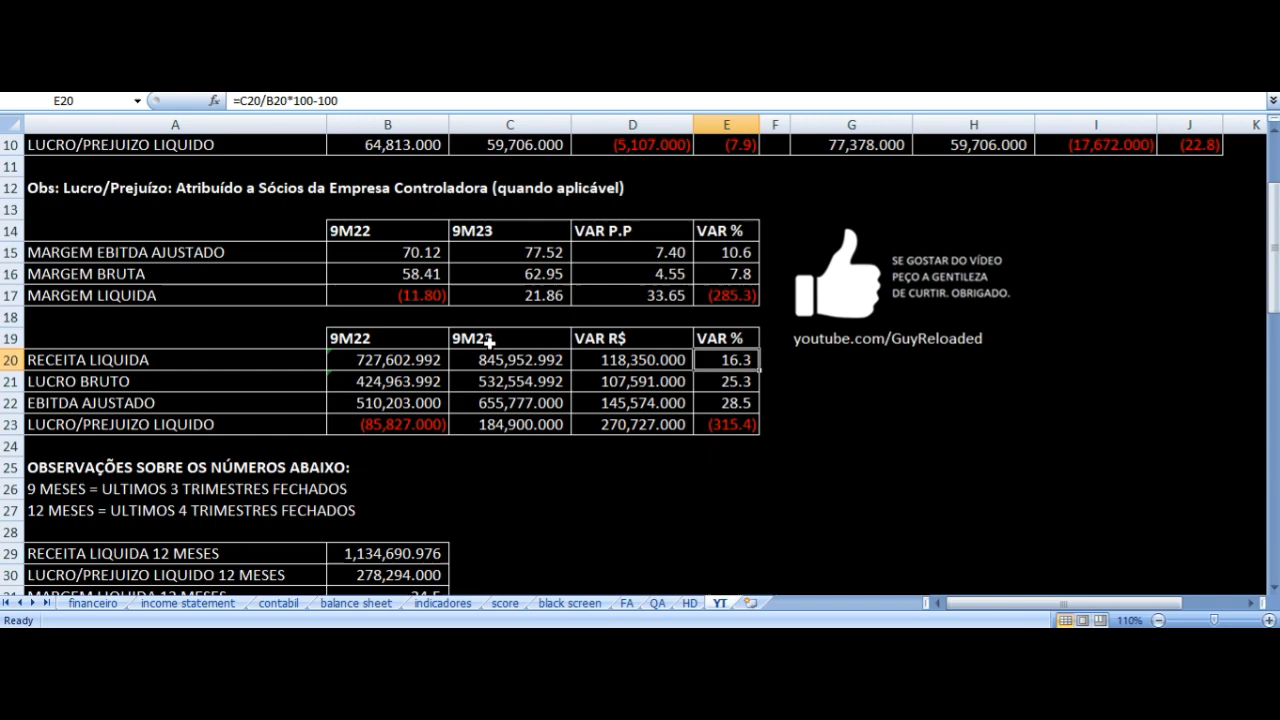 E20 fx =C20/B20*100-100
A B C D E F G H I J K
10 LUCRO/PREJUIZO LIQUIDO 64,813.000 59,706.000 (5,107.000) (7.9) 77,378.000 59,706.000 (17,672.000) (22.8)
11
12 Obs: Lucro/Prejuízo: Atribuído a Sócios da Empresa Controladora (quando aplicável)
13
14 9M22 9M23 VAR P.P VAR %
15 MARGEM EBITDA AJUSTADO 70.12 77.52 7.40 10.6
16 MARGEM BRUTA 58.41 62.95 4.55 7.8
17 MARGEM LIQUIDA (11.80) 21.86 33.65 (285.3)
18
19 9M22 9M23 VAR R$ VAR %
20 RECEITA LIQUIDA 727,602.992 845,952.992 118,350.000 16.3
21 LUCRO BRUTO 424,963.992 532,554.992 107,591.000 25.3
22 EBITDA AJUSTADO 510,203.000 655,777.000 145,574.000 28.5
23 LUCRO/PREJUIZO LIQUIDO (85,827.000) 184,900.000 270,727.000 (315.4)
24
25 OBSERVAÇÕES SOBRE OS NÚMEROS ABAIXO:
26 9 MESES = ULTIMOS 3 TRIMESTRES FECHADOS
27 12 MESES = ULTIMOS 4 TRIMESTRES FECHADOS
28
29 RECEITA LIQUIDA 12 MESES 1,134,690.976
30 LUCRO/PREJUIZO LIQUIDO 12 MESES 278,294.000
SE GOSTAR DO VÍDEO
PEÇO A GENTILEZA
DE CURTIR. OBRIGADO.
youtube.com/GuyReloaded
financeiro income statement contabil balance sheet indicadores score black screen FA QA HD YT
Ready 110%